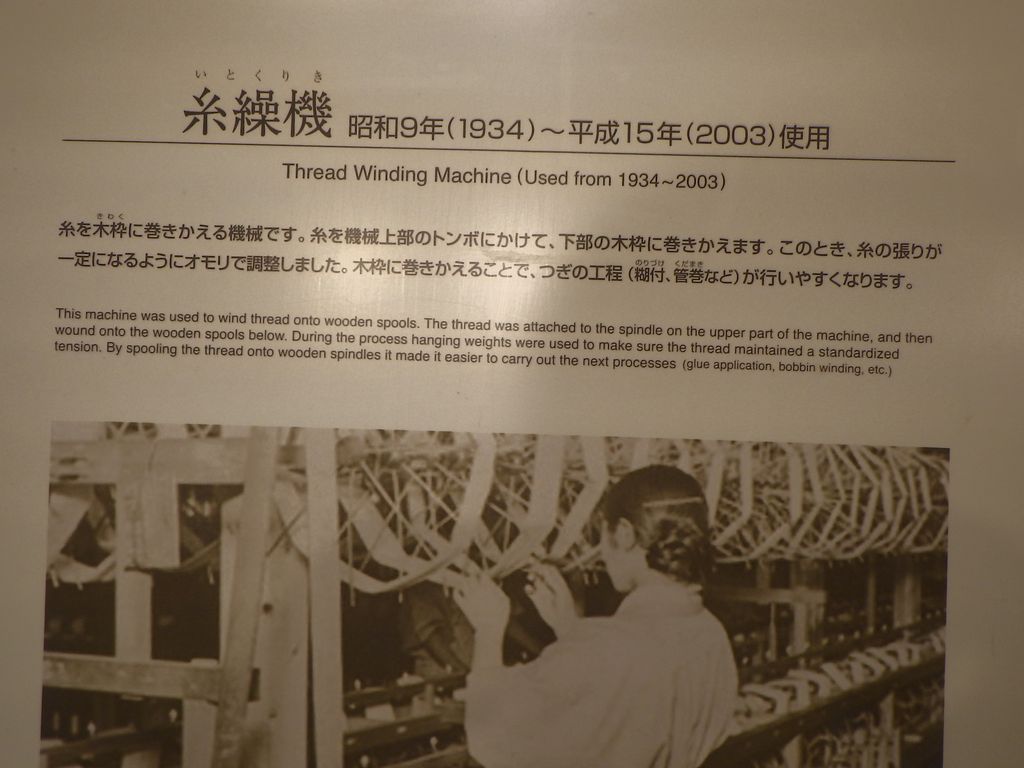 いとくりき
糸繰機 昭和9年(1934)～平成15年(2003)使用
Thread Winding Machine (Used from 1934~2003)
きわく
糸を木枠に巻きかえる機械です。糸を機械上部のトンボにかけて、下部の木枠に巻きかえます。このとき、糸の張りが
のりづけ くだまき
一定になるようにオモリで調整しました。木枠に巻きかえることで、つぎの工程（糊付、管巻など）が行いやすくなります。
This machine was used to wind thread onto wooden spools. The thread was attached to the spindle on the upper part of the machine, and then
wound onto the wooden spools below. During the process hanging weights were used to make sure the thread maintained a standardized
tension. By spooling the thread onto wooden spindles it made it easier to carry out the next processes (glue application, bobbin winding, etc.)